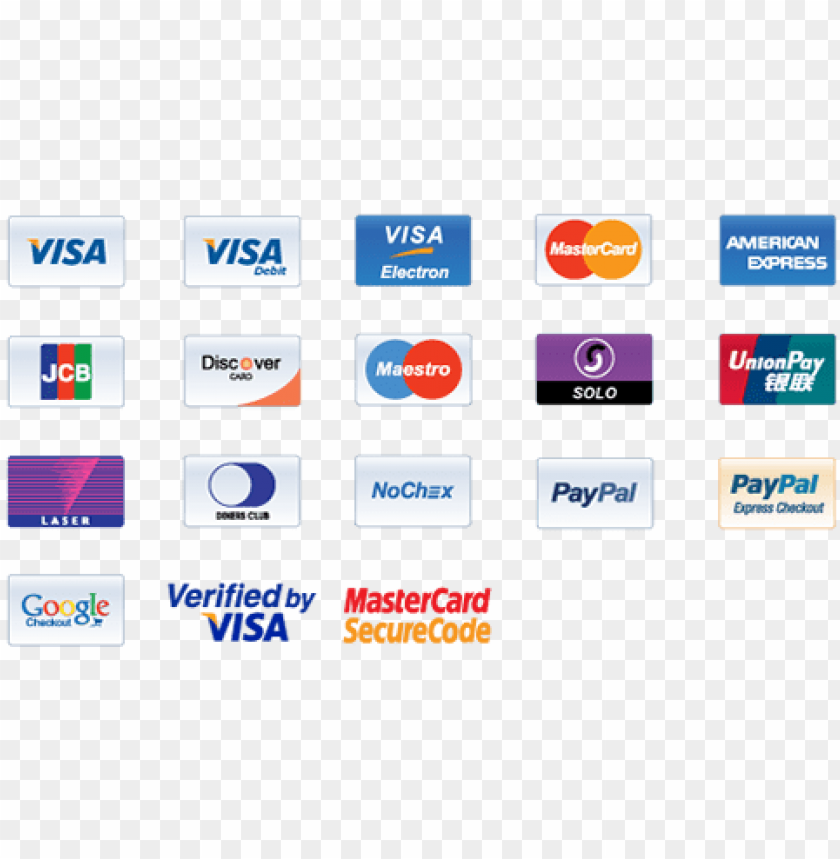 VISA
VISA
Debit
VISA
Electron
MasterCard
AMERICAN
EXPRESS
JCB
Discover
CARD
Maestro
SOLO
UnionPay
银联
LASER
DINERS CLUB
NoChex
PayPal
PayPal
Express Checkout
Google
Checkout
Verified by
VISA
MasterCard
SecureCode